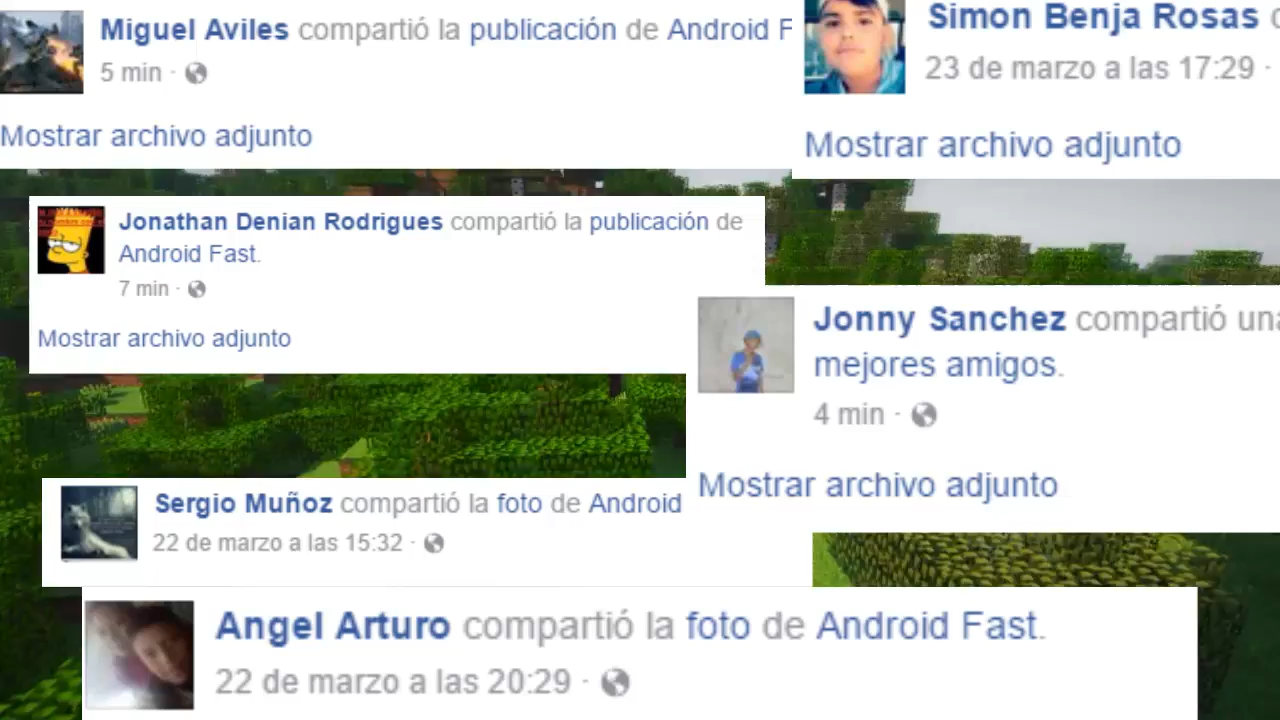 Miguel Aviles compartió la publicación de Android F
5 min ·
Mostrar archivo adjunto
Simon Benja Rosas
23 de marzo a las 17:29 ·
Mostrar archivo adjunto
Jonathan Denian Rodrigues compartió la publicación de
Android Fast.
7 min ·
Mostrar archivo adjunto
Jonny Sanchez compartió una
mejores amigos.
4 min ·
Mostrar archivo adjunto
Sergio Muñoz compartió la foto de Android
22 de marzo a las 15:32 ·
Angel Arturo compartió la foto de Android Fast.
22 de marzo a las 20:29 ·